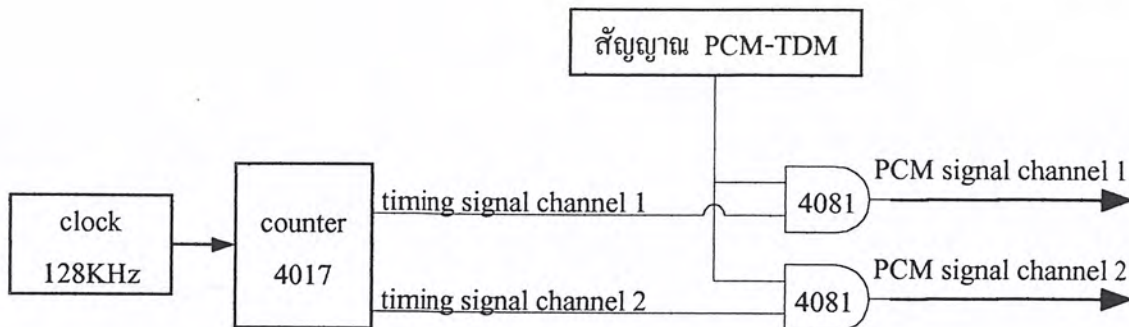 สัญญาณ PCM-TDM
PCM signal channel 1
timing signal channel 1
4081
clock
128KHz
counter
4017
PCM signal channel 2
timing signal channel 2
4081